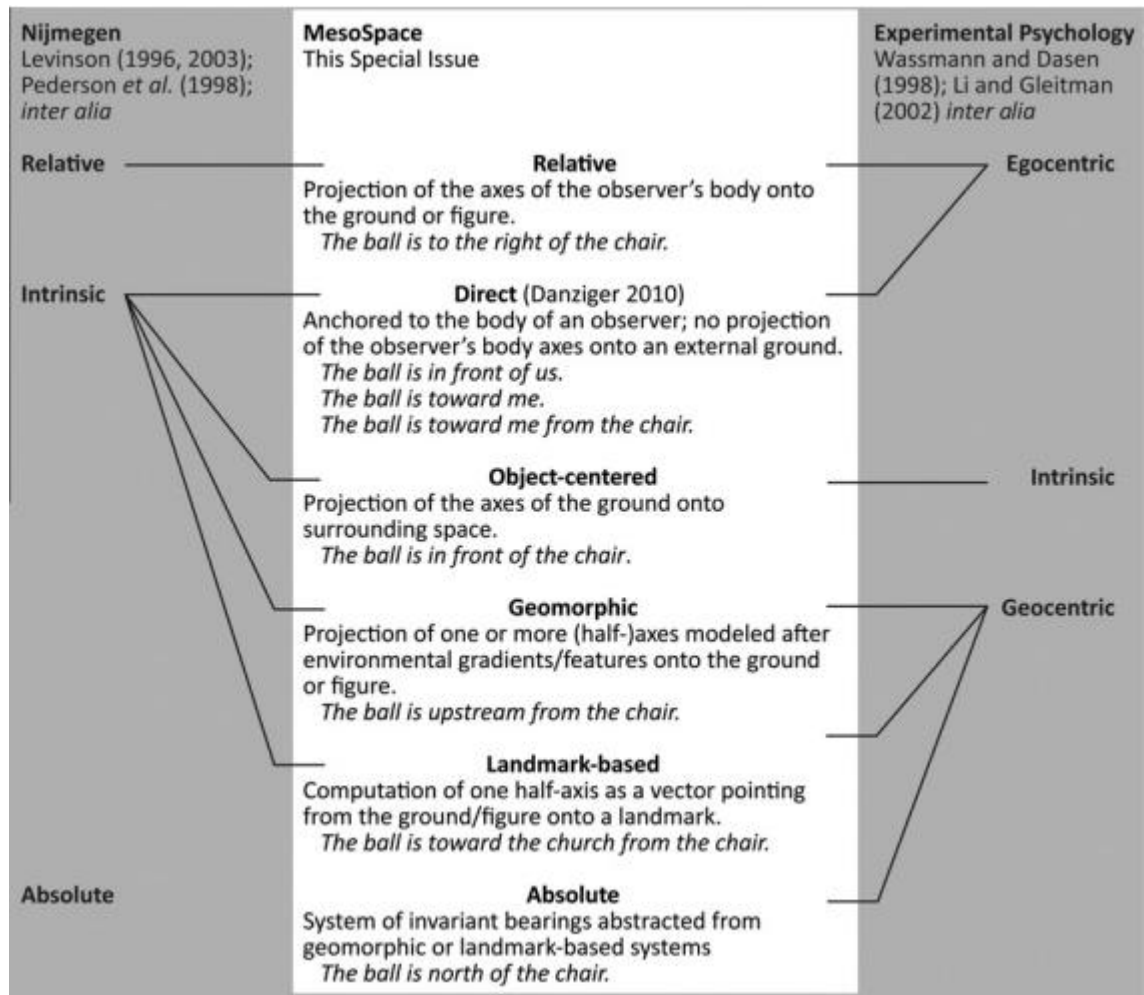 Nijmegen
Levinson (1996, 2003);
Pederson et al. (1998);
inter alia
MesoSpace
This Special Issue
Experimental Psychology
Wassmann and Dasen
(1998); Li and Gleitman
(2002) inter alia
Relative
Relative
Egocentric
Projection of the axes of the observer's body onto
the ground or figure.
The ball is to the right of the chair.
Intrinsic
Direct (Danziger 2010)
Anchored to the body of an observer; no projection
of the observer's body axes onto an external ground.
The ball is in front of us.
The ball is toward me.
The ball is toward me from the chair.
Object-centered
Intrinsic
Projection of the axes of the ground onto
surrounding space.
The ball is in front of the chair.
Geomorphic
Geocentric
Projection of one or more (half-)axes modeled after
environmental gradients/features onto the ground
or figure.
The ball is upstream from the chair.
Landmark-based
Computation of one half-axis as a vector pointing
from the ground/figure onto a landmark.
The ball is toward the church from the chair.
Absolute
Absolute
System of invariant bearings abstracted from
geomorphic or landmark-based systems
The ball is north of the chair.